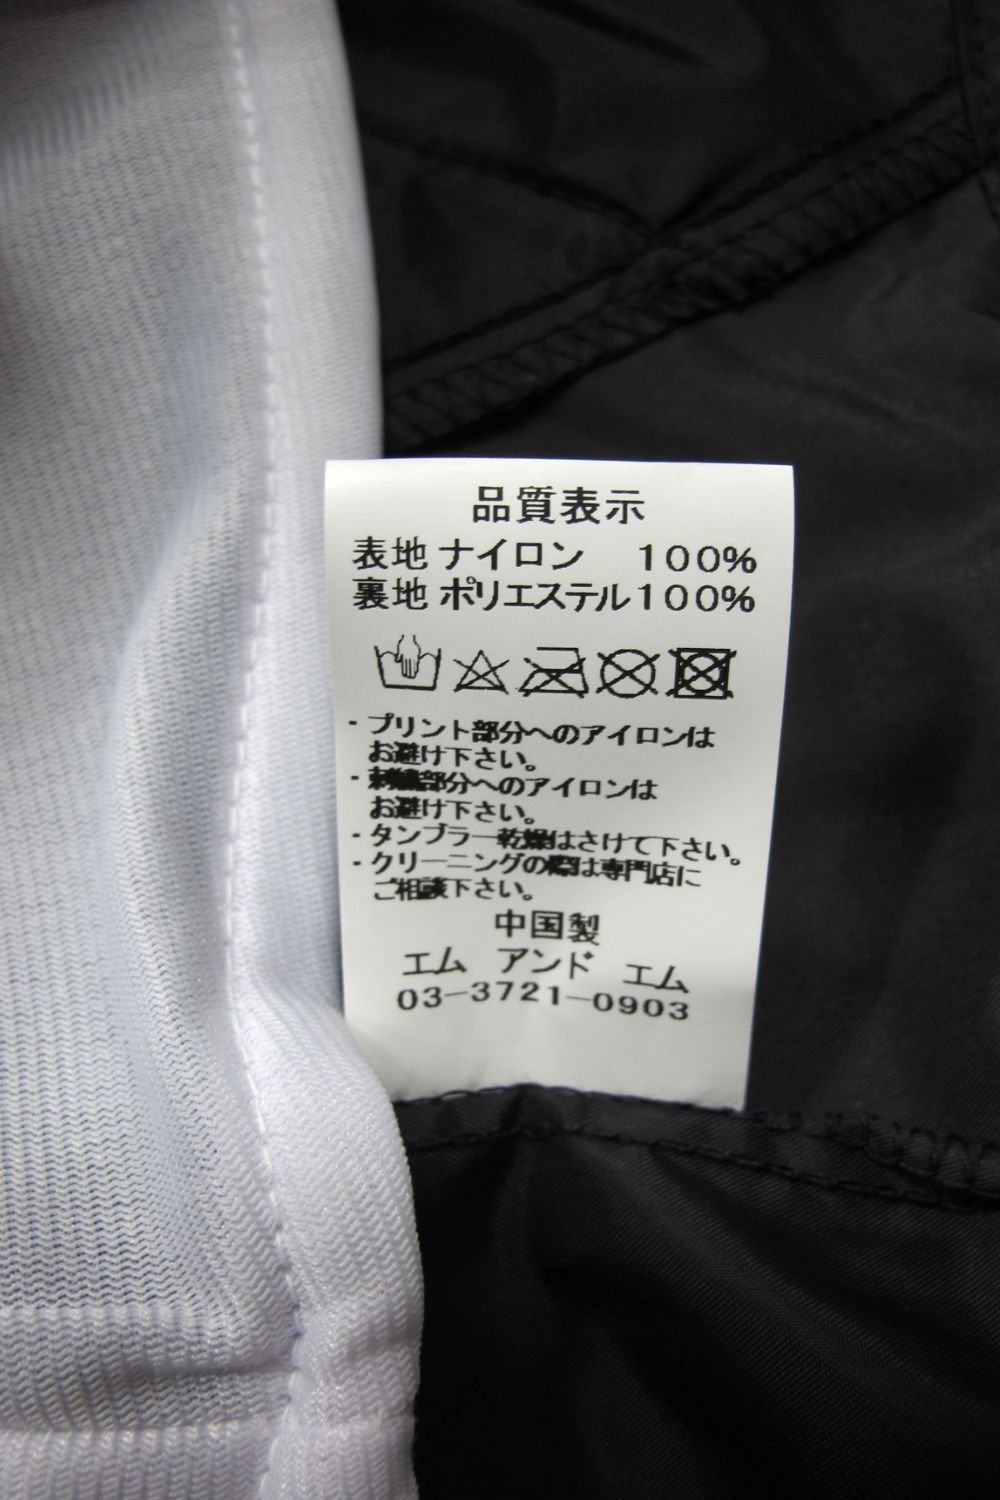 品質表示
表地 ナイロン 100%
裏地 ポリエステル100%
・プリント部分へのアイロンは
お避け下さい。
・刺繍部分へのアイロンは
お避け下さい。
・タンブラー乾燥はさけて下さい。
・クリーニングの際は専門店に
ご相談下さい。
中国製
エム アンド エム
03-3721-0903